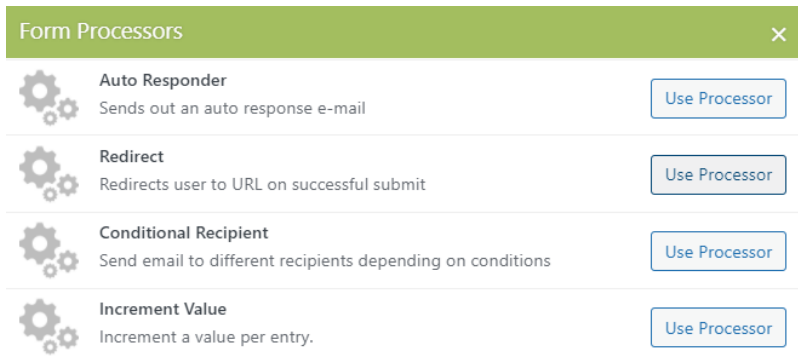 Form Processors ×
Auto Responder
Sends out an auto response e-mail
Use Processor
Redirect
Redirects user to URL on successful submit
Use Processor
Conditional Recipient
Send email to different recipients depending on conditions
Use Processor
Increment Value
Increment a value per entry.
Use Processor